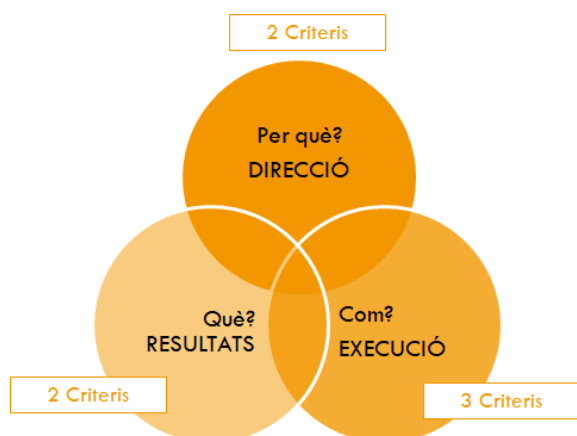 2 Criteris
Per què?
DIRECCIÓ
Què?
RESULTATS
Com?
EXECUCIÓ
2 Criteris
3 Criteris